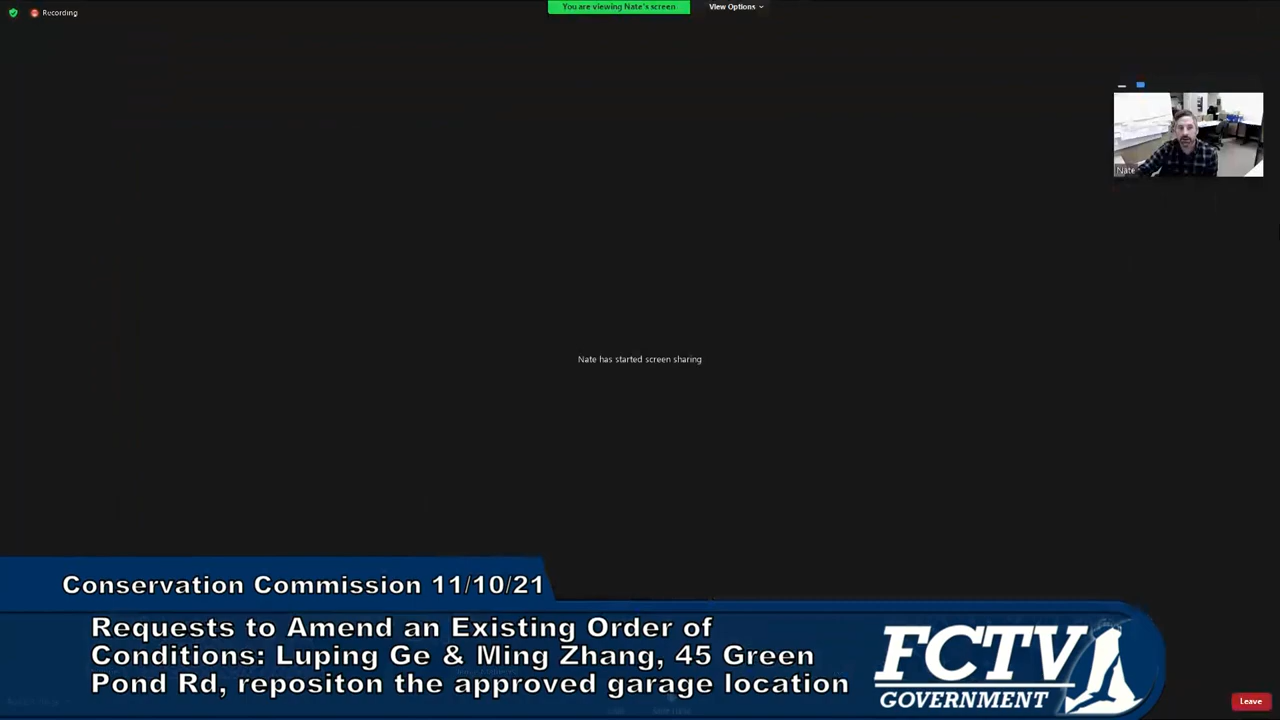 Recording
You are viewing Nate's screen
View Options
Nate
Nate has started screen sharing
Conservation Commission 11/10/21
Requests to Amend an Existing Order of
Conditions: Luping Ge & Ming Zhang, 45 Green
Pond Rd, repositon the approved garage location
FCTV
GOVERNMENT
Leave